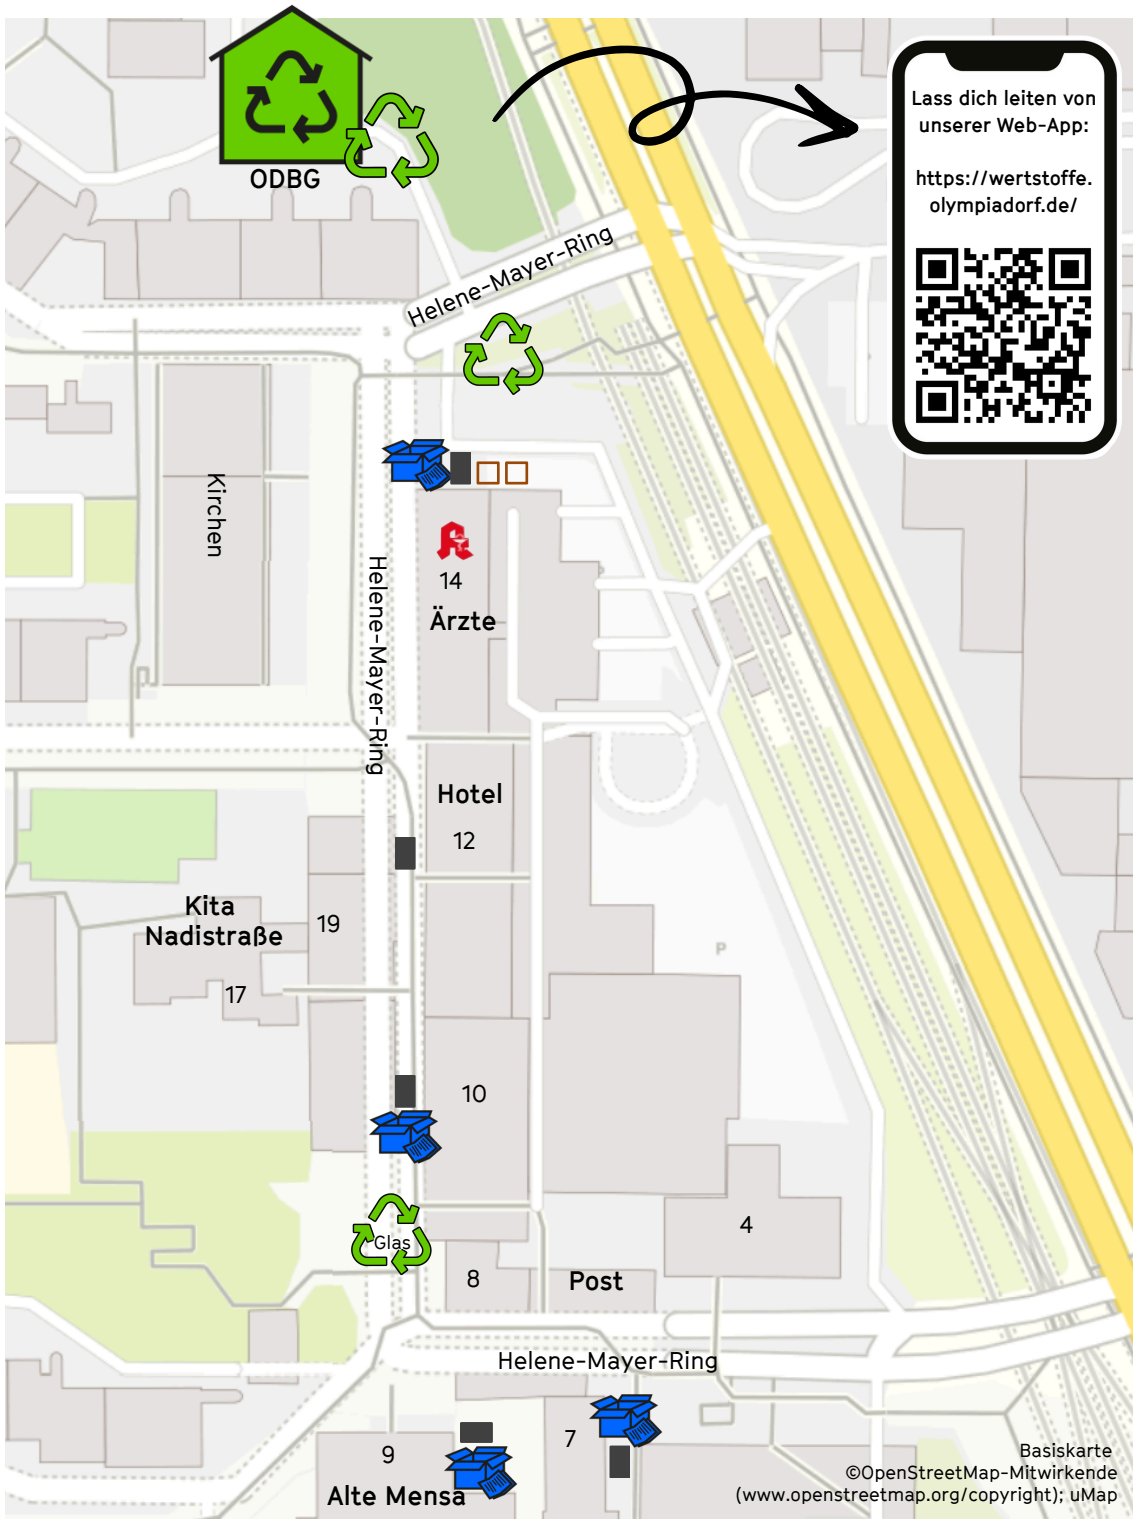 ODBG
Lass dich leiten von
unserer Web-App:
https://wertstoffe.
olympiadorf.de/
Helene-Mayer-Ring
Kirchen
Helene-Mayer-Ring
14
Ärzte
Hotel
12
Kita
Nadistraße
19
17
P
10
Glas
4
8
Post
Helene-Mayer-Ring
7
9
Alte Mensa
Basiskarte
©OpenStreetMap-Mitwirkende
(www.openstreetmap.org/copyright); uMap